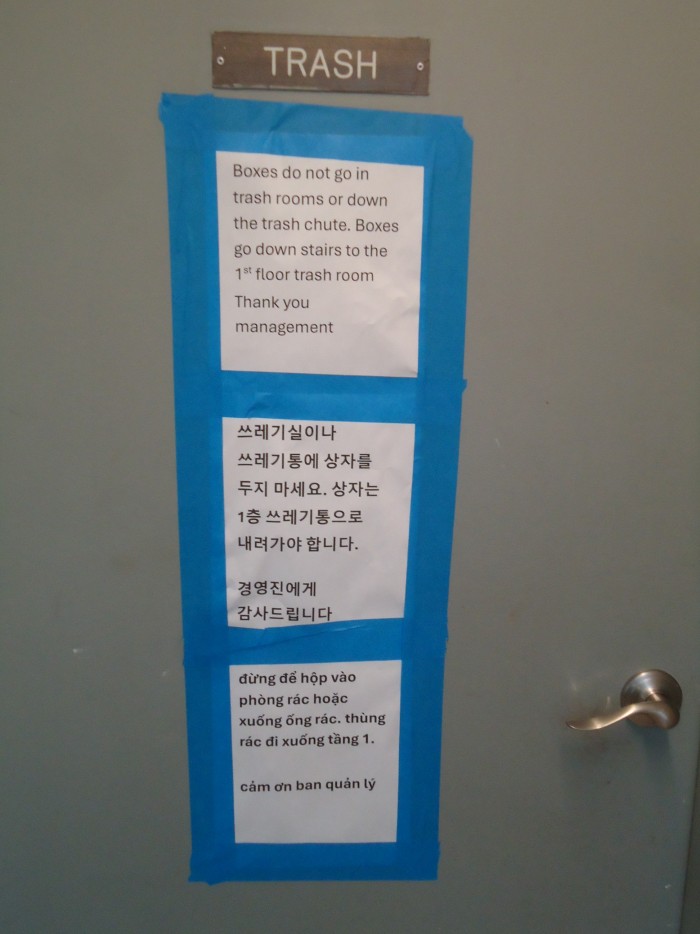 TRASH
Boxes do not go in
trash rooms or down
the trash chute. Boxes
go down stairs to the
1st floor trash room
Thank you
management
쓰레기실이나
쓰레기통에 상자를
두지 마세요. 상자는
1층 쓰레기통으로
내려가야 합니다.
경영진에게
감사드립니다
đừng để hộp vào
phòng rác hoặc
xuống ống rác. thùng
rác đi xuống tầng 1.
cảm ơn ban quản lý